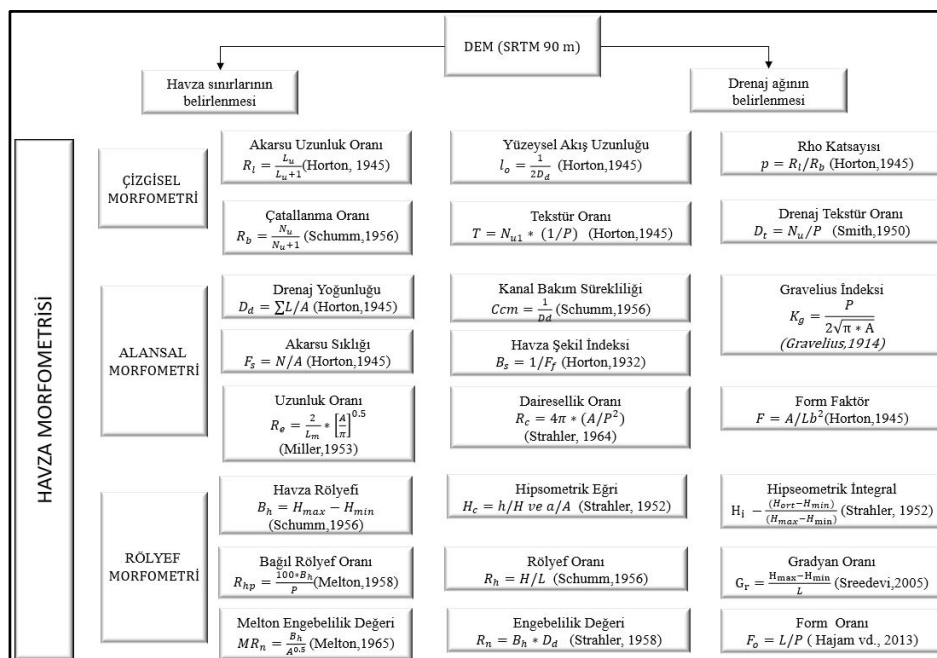 DEM (SRTM 90 m)
Havza sınırlarının
belirlenmesi
Drenaj ağının
belirlenmesi
HAVZA MORFOMETRİSİ
ÇİZGİSEL
MORFOMETRİ
Akarsu Uzunluk Oranı
R_l = L_u / L_u+1 (Horton, 1945)
Yüzeysel Akış Uzunluğu
l_o = 1 / 2D_d (Horton, 1945)
Rho Katsayısı
p = R_l/R_b (Horton, 1945)
Çatallanma Oranı
R_b = N_u / N_u+1 (Schumm,1956)
Tekstür Oranı
T = N_u1 * (1/P) (Horton, 1945)
Drenaj Tekstür Oranı
D_t = N_u/P (Smith,1950)
ALANSAL
MORFOMETRİ
Drenaj Yoğunluğu
D_d = ∑L/A (Horton, 1945)
Kanal Bakım Sürekliliği
Ccm = 1 / Dd (Schumm, 1956)
Gravelius İndeksi
K_g = P / 2√π * A
(Gravelius,1914)
Akarsu Sıklığı
F_s = N/A (Horton, 1945)
Havza Şekil İndeksi
B_s = 1/F_f (Horton, 1932)
Uzunluk Oranı
R_e = 2 / L_m * [A / π]^0.5
(Miller,1953)
Dairesellik Oranı
R_c = 4π * (A/P²)
(Strahler, 1964)
Form Faktör
F = A/Lb² (Horton,1945)
RÖLYEF
MORFOMETRİ
Havza Rölyefi
B_h = H_max − H_min
(Schumm, 1956)
Hipsometrik Eğri
H_c = h/H ve a/A (Strahler, 1952)
Hipseometrik İntegral
H_i − (H_ort−H_min) / (H_max−H_min) (Strahler, 1952)
Bağıl Rölyef Oranı
R_hp = 100*B_h / P (Melton, 1958)
Rölyef Oranı
R_h = H/L (Schumm, 1956)
Gradyan Oranı
G_r = H_max−H_min / L (Sreedevi,2005)
Melton Engebelilik Değeri
MR_n = B_h / A^0.5 (Melton,1965)
Engebelilik Değeri
R_n = B_h * D_d (Strahler, 1958)
Form Oranı
F_o = L/P ( Hajam vd., 2013)